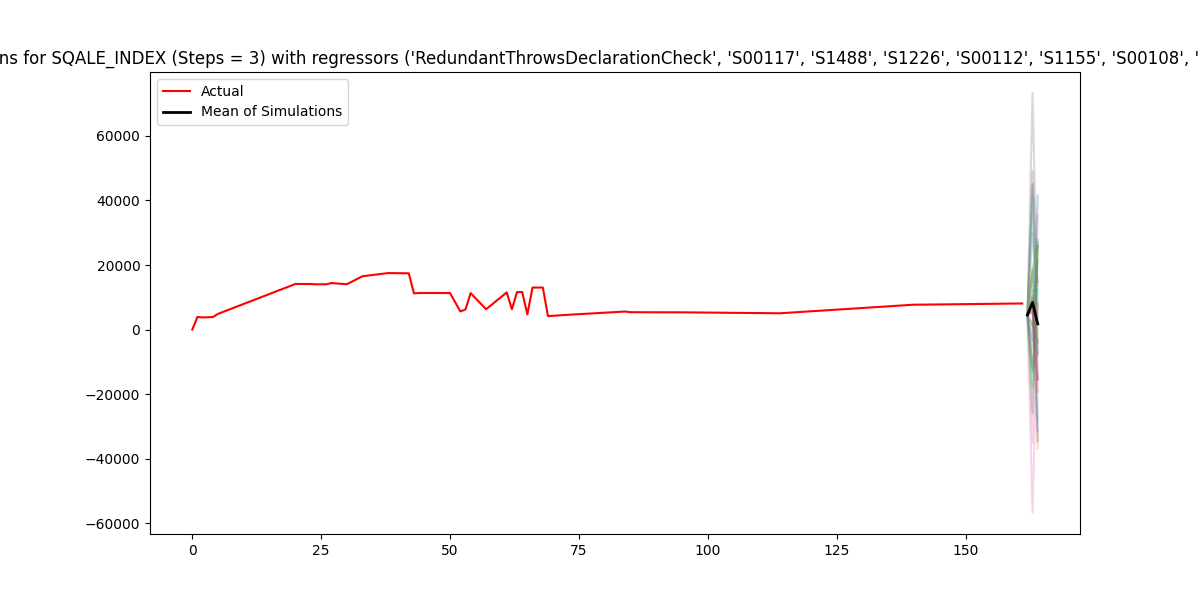 ns for SQALE_INDEX (Steps = 3) with regressors ('RedundantThrowsDeclarationCheck', 'S00117', 'S1488', 'S1226', 'S00112', 'S1155', 'S00108', '
Actual
Mean of Simulations
60000
40000
20000
0
−20000
−40000
−60000
0 25 50 75 100 125 150